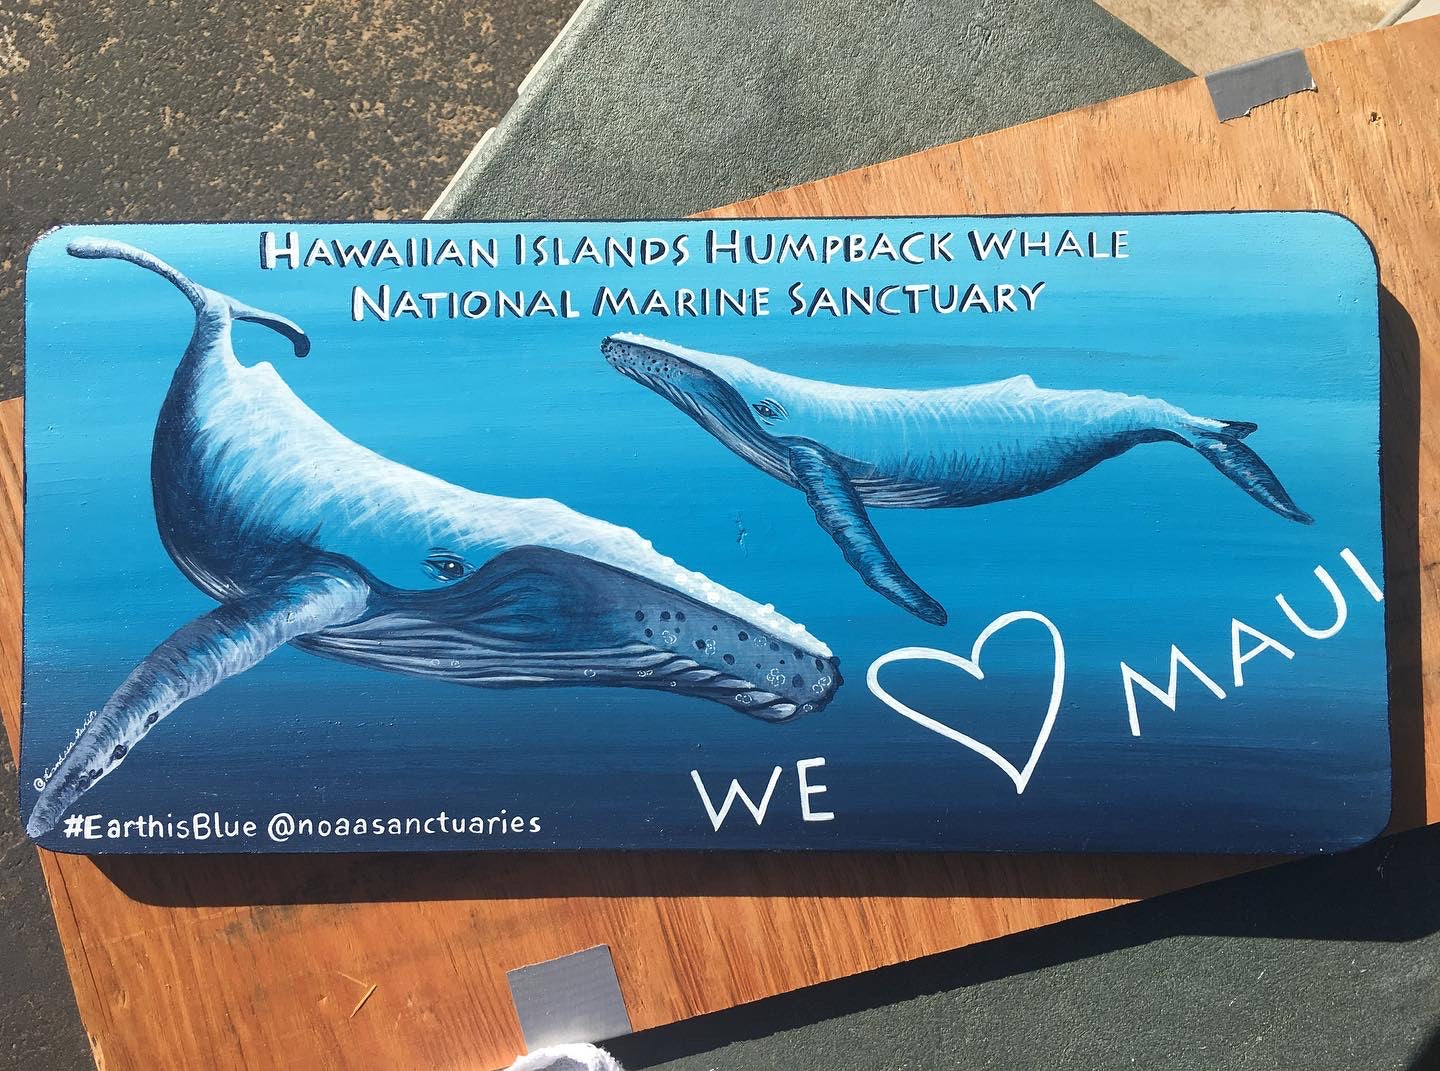 HAWAIIAN ISLANDS HUMPBACK WHALE
NATIONAL MARINE SANCTUARY
WE ♡ MAUI
#EarthisBlue @noaasanctuaries